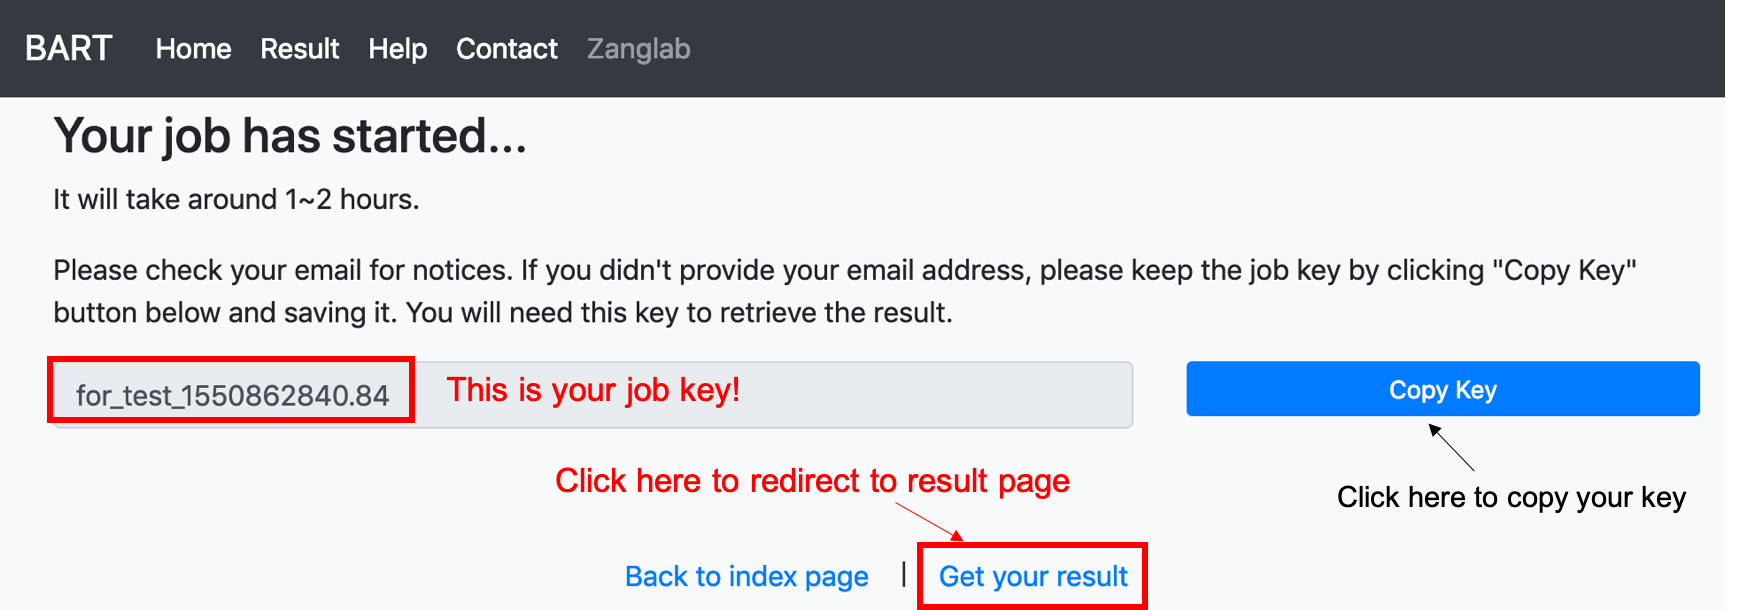 BART Home Result Help Contact Zanglab
Your job has started...
It will take around 1~2 hours.
Please check your email for notices. If you didn't provide your email address, please keep the job key by clicking "Copy Key"
button below and saving it. You will need this key to retrieve the result.
for_test_1550862840.84 This is your job key! Copy Key
Click here to redirect to result page
Click here to copy your key
Back to index page | Get your result